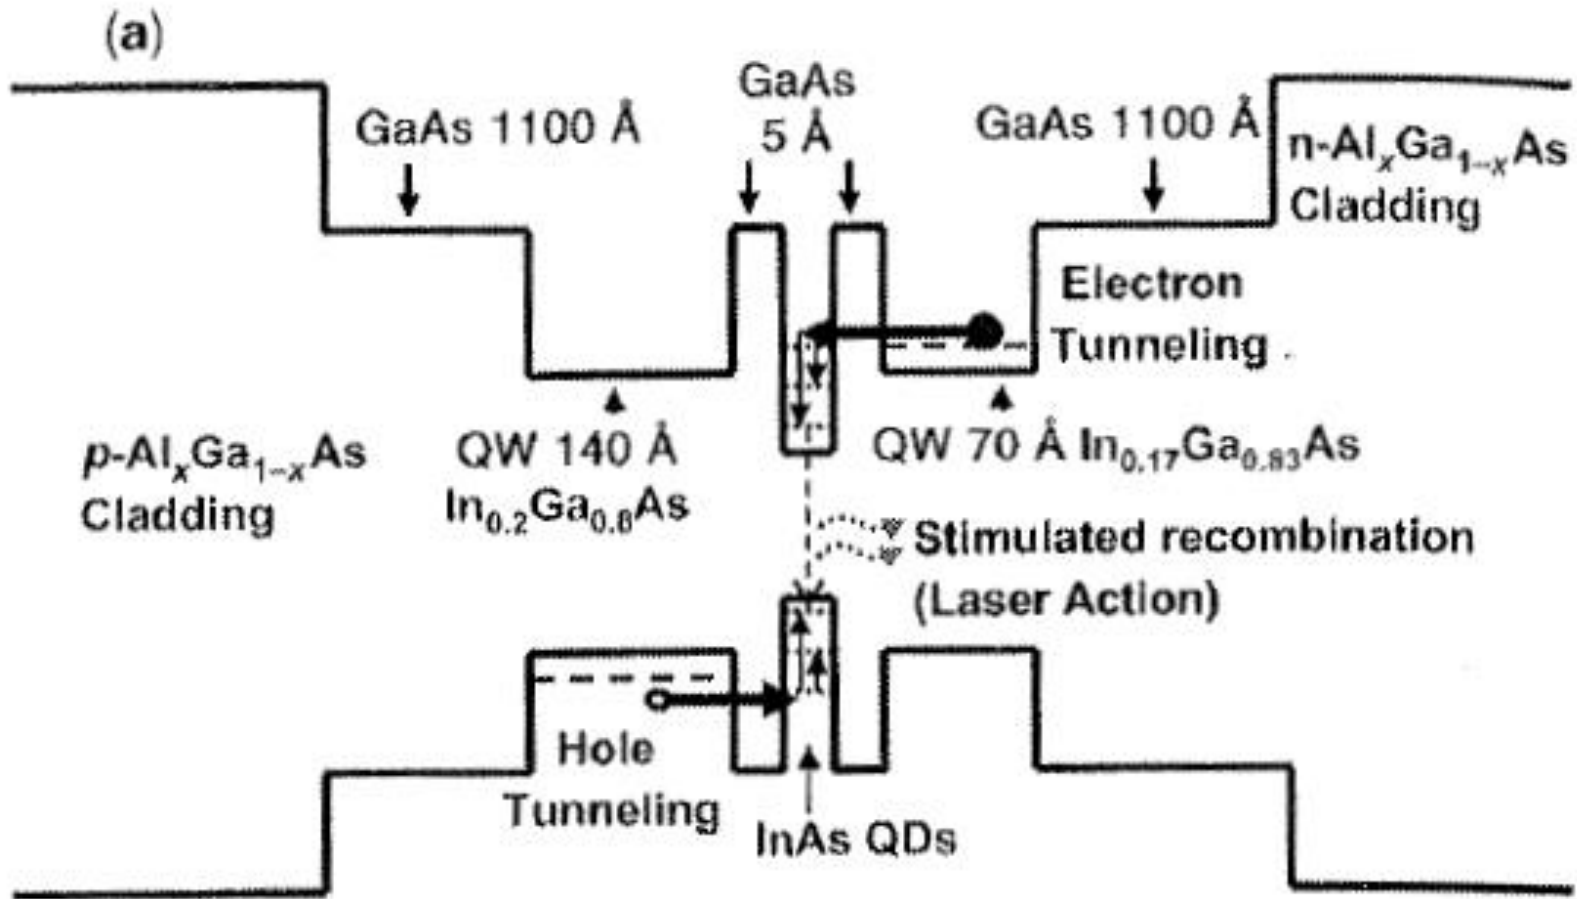 (a)
GaAs
5 Å
GaAs 1100 Å
GaAs 1100 Å
n-AlₓGa₁₋ₓAs
Cladding
Electron
Tunneling
p-AlₓGa₁₋ₓAs
Cladding
QW 140 Å
In₀.₂Ga₀.₈As
QW 70 Å In₀.₁₇Ga₀.₈₃As
Stimulated recombination
(Laser Action)
Hole
Tunneling
InAs QDs